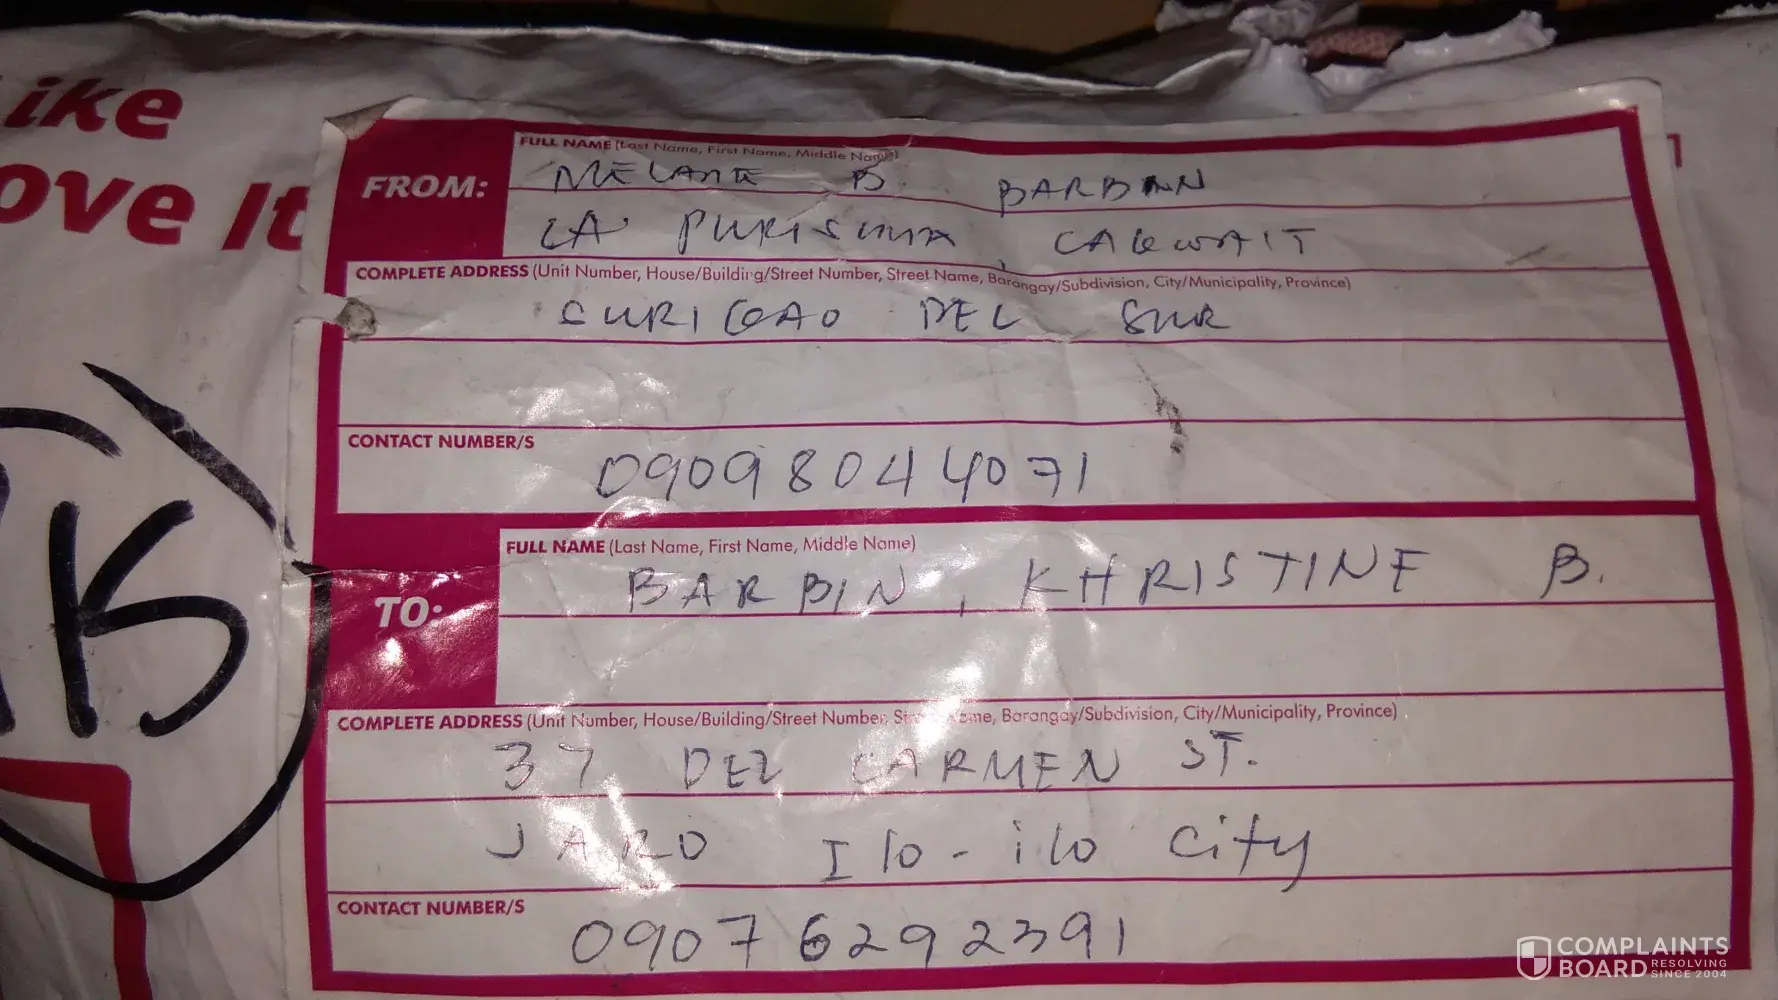 ike
ove It
FROM:
FULL NAME (Last Name, First Name, Middle Name)
MELANIE B. BARBIN
LA PURISIMA, CAGWAIT
COMPLETE ADDRESS (Unit Number, House/Building/Street Number, Street Name, Barangay/Subdivision, City/Municipality, Province)
SURIGAO DEL SUR
CONTACT NUMBER/S
09098044071
TO:
FULL NAME (Last Name, First Name, Middle Name)
BARBIN, KHRISTINE B.
COMPLETE ADDRESS (Unit Number, House/Building/Street Number, Street Name, Barangay/Subdivision, City/Municipality, Province)
37 DEL CARMEN ST.
JARO Ilo-ilo City
CONTACT NUMBER/S
09076292391
K
COMPLAINTS
BOARD RESOLVING
SINCE 2004